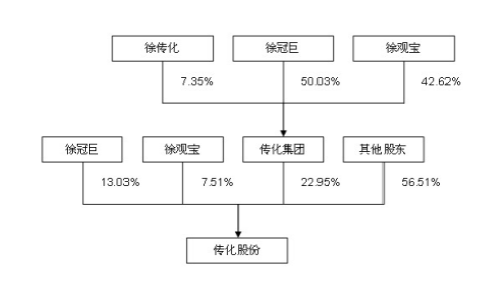 徐传化 徐冠巨 徐观宝
7.35% 50.03% 42.62%
徐冠巨 徐观宝 传化集团 其他股东
13.03% 7.51% 22.95% 56.51%
传化股份